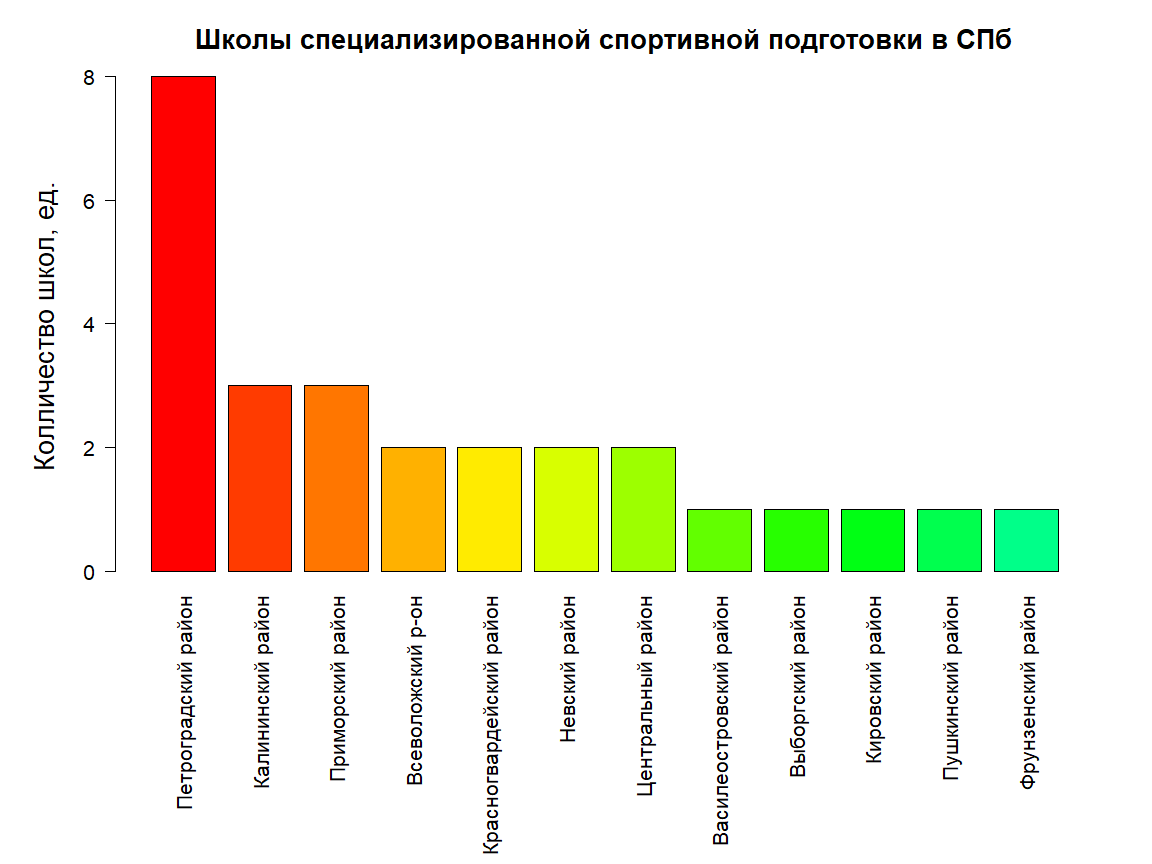 Школы специализированной спортивной подготовки в СПб
Колличество школ, ед.
8
6
4
2
0
Петроградский район
Калининский район
Приморский район
Всеволожский р-он
Красногвардейский район
Невский район
Центральный район
Василеостровский район
Выборгский район
Кировский район
Пушкинский район
Фрунзенский район